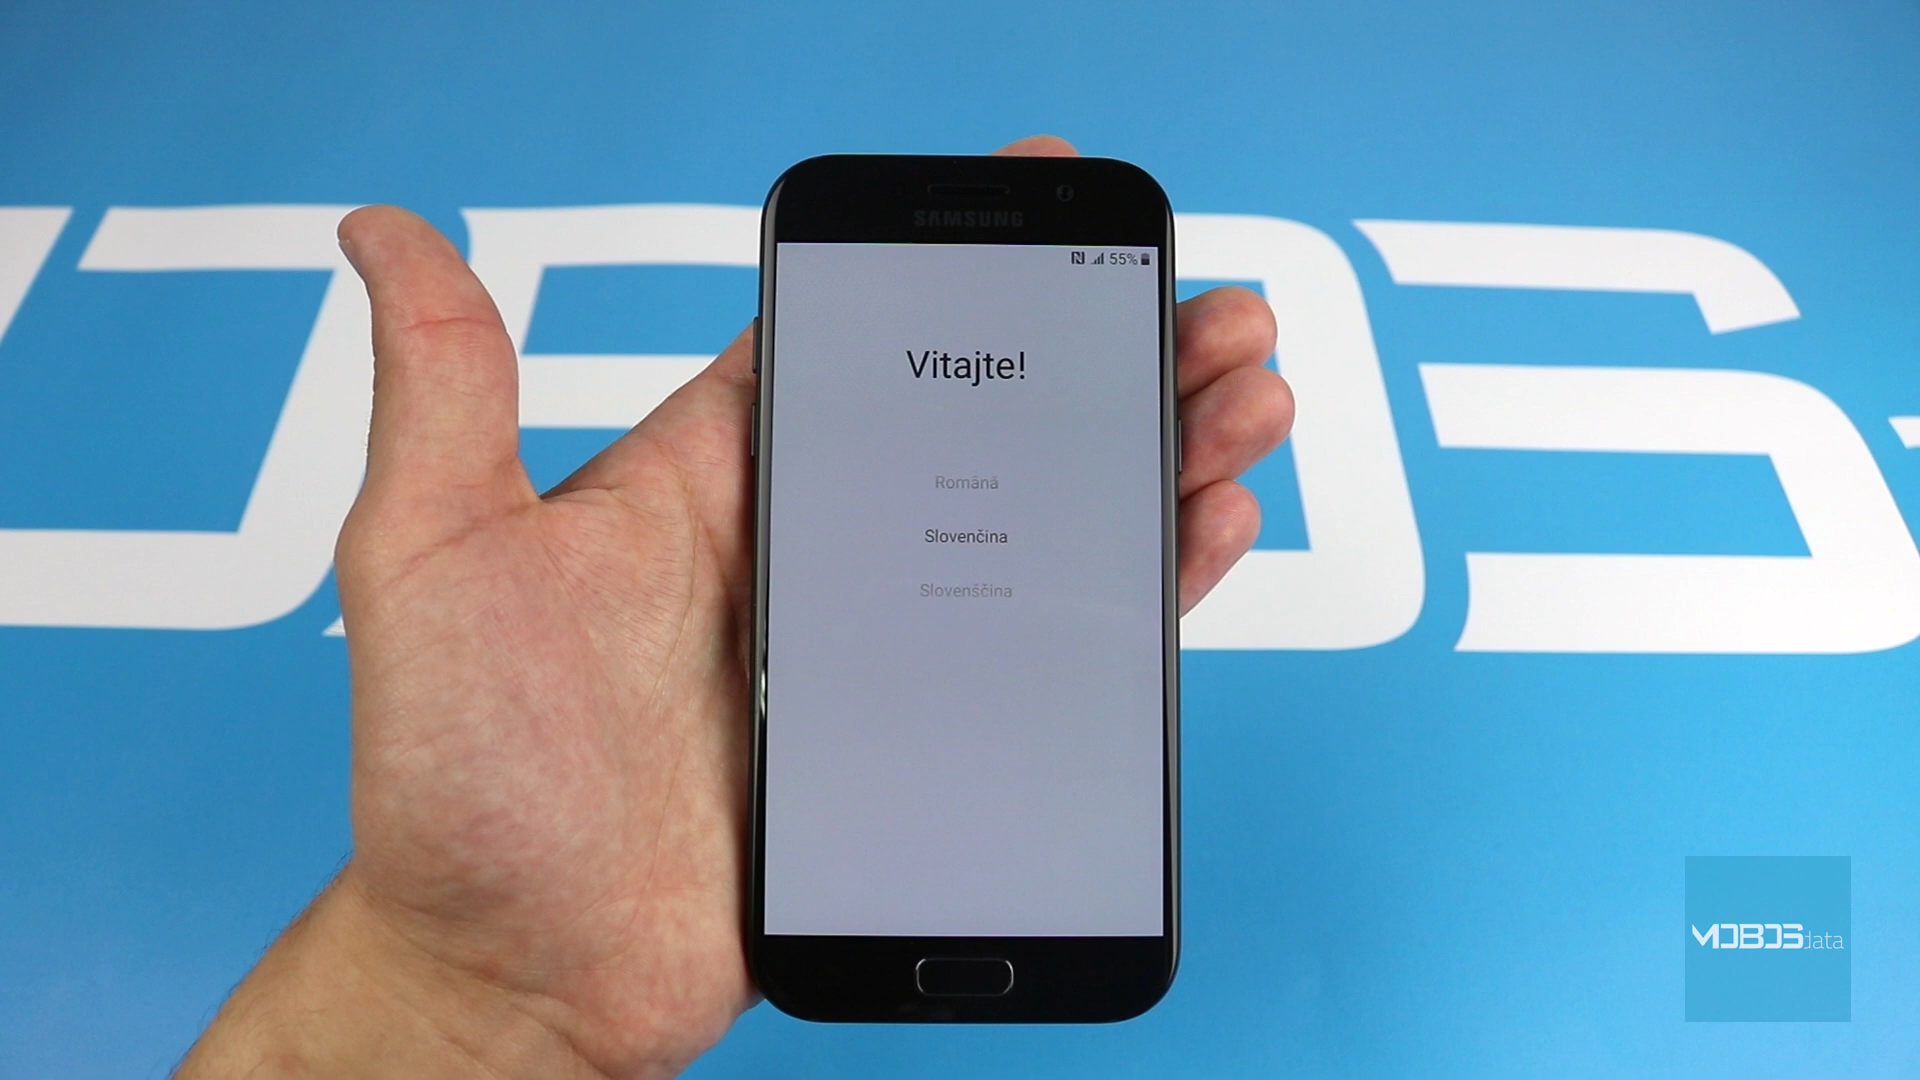 SAMSUNG
55%
Vitajte!
Română
Slovenčina
Slovenščina
MOBOSdata